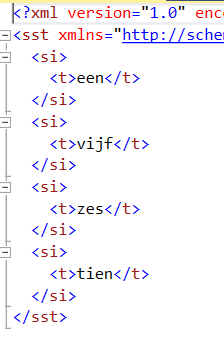 <?xml version="1.0" enc
<sst xmlns="http://schem
<si>
<t>een</t>
</si>
<si>
<t>vijf</t>
</si>
<si>
<t>zes</t>
</si>
<si>
<t>tien</t>
</si>
</sst>